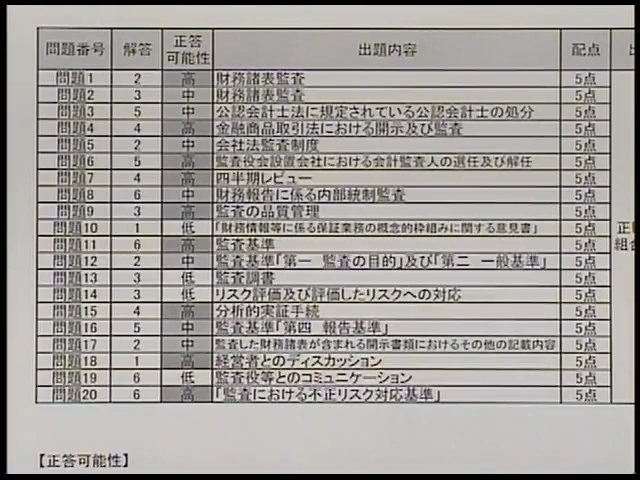 問題番号 解答 正答可能性 出題内容 配点
問題1 2 高 財務諸表監査 5点
問題2 3 中 財務諸表監査 5点
問題3 5 中 公認会計士法に規定されている公認会計士の処分 5点
問題4 4 高 金融商品取引法における開示及び監査 5点
問題5 2 中 会社法監査制度 5点
問題6 5 高 監査役会設置会社における会計監査人の選任及び解任 5点
問題7 4 高 四半期レビュー 5点
問題8 6 中 財務報告に係る内部統制監査 5点
問題9 3 高 監査の品質管理 5点
問題10 1 低 「財務情報等に係る保証業務の概念的枠組みに関する意見書」 5点
問題11 6 高 監査基準 5点
問題12 2 中 監査基準「第一 監査の目的」及び「第二 一般基準」 5点
問題13 3 低 監査調書 5点
問題14 3 低 リスク評価及び評価したリスクへの対応 5点
問題15 4 高 分析的実証手続 5点
問題16 5 中 監査基準「第四 報告基準」 5点
問題17 2 中 監査した財務諸表が含まれる開示書類におけるその他の記載内容 5点
問題18 1 高 経営者とのディスカッション 5点
問題19 6 低 監査役等とのコミュニケーション 5点
問題20 6 高 「監査における不正リスク対応基準」 5点
【正答可能性】